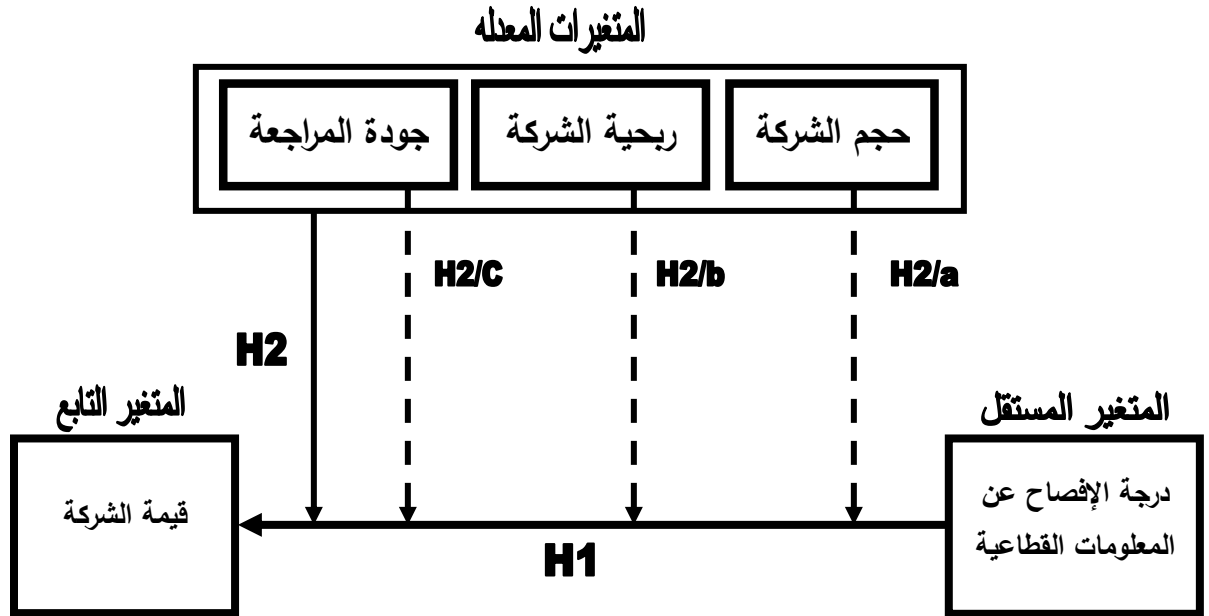 المتغيرات المعدله
حجم الشركة
ربحية الشركة
جودة المراجعة
H2/a
H2/b
H2/C
H2
المتغير المستقل
المتغير التابع
درجة الإفصاح عن
المعلومات القطاعية
قيمة الشركة
H1